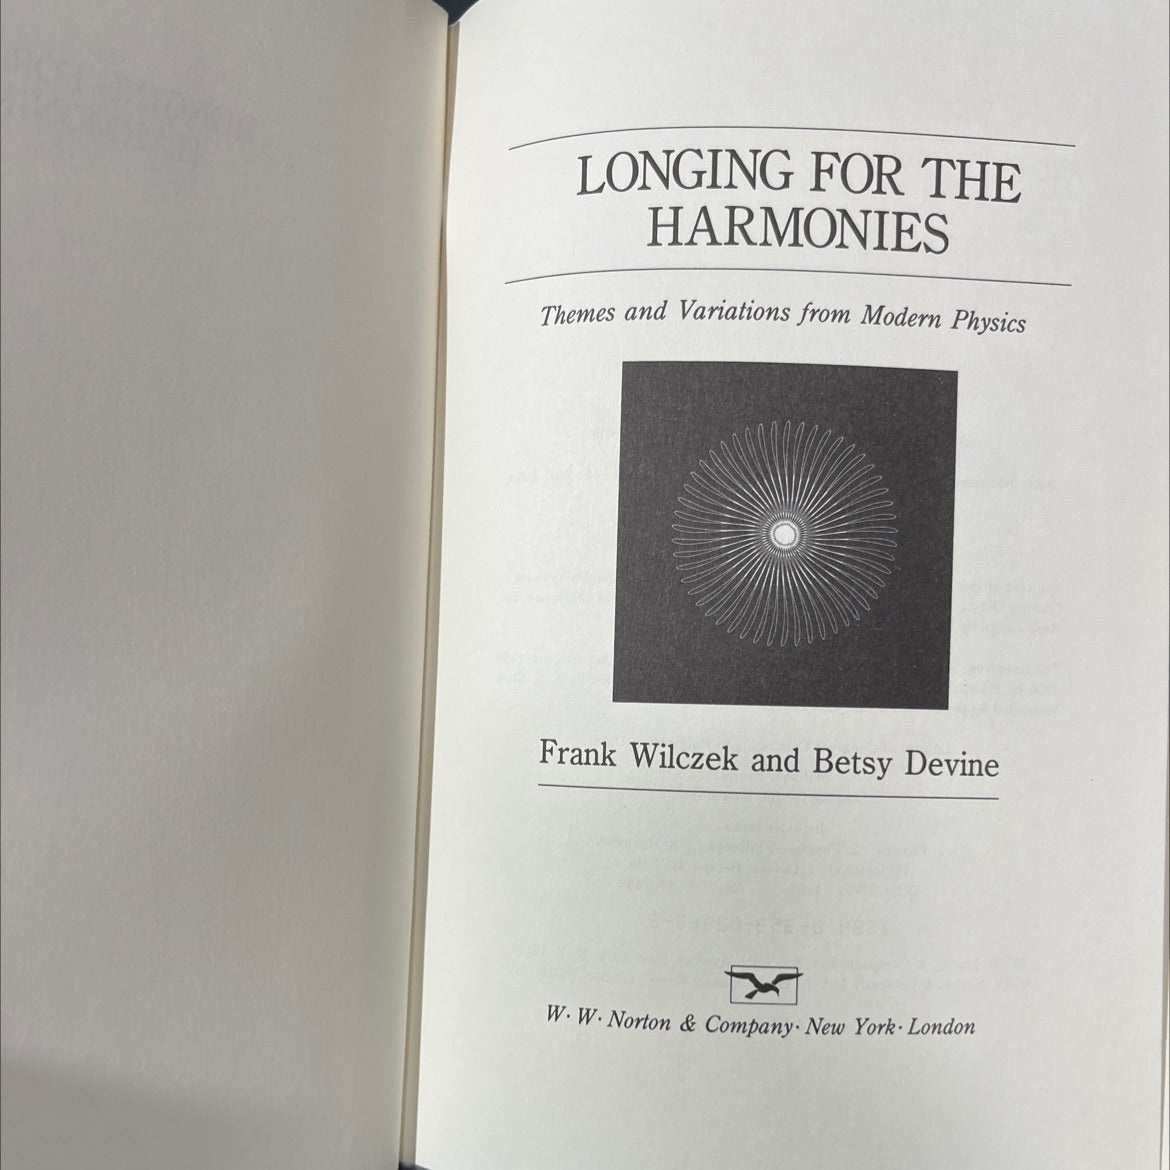 LONGING FOR THE
HARMONIES
Themes and Variations from Modern Physics
Frank Wilczek and Betsy Devine
W· W· Norton & Company· New York· London